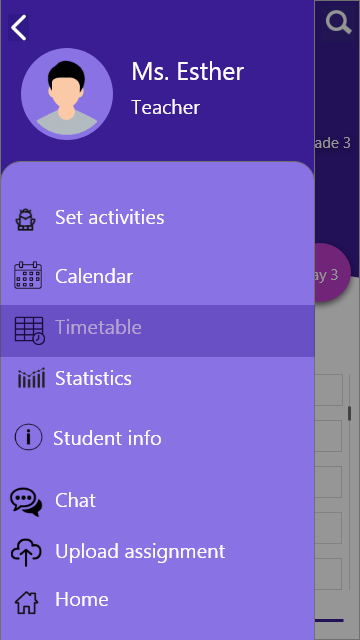 Ms. Esther
Teacher
ade 3
Set activities
Calendar
ay 3
Timetable
Statistics
Student info
Chat
Upload assignment
Home